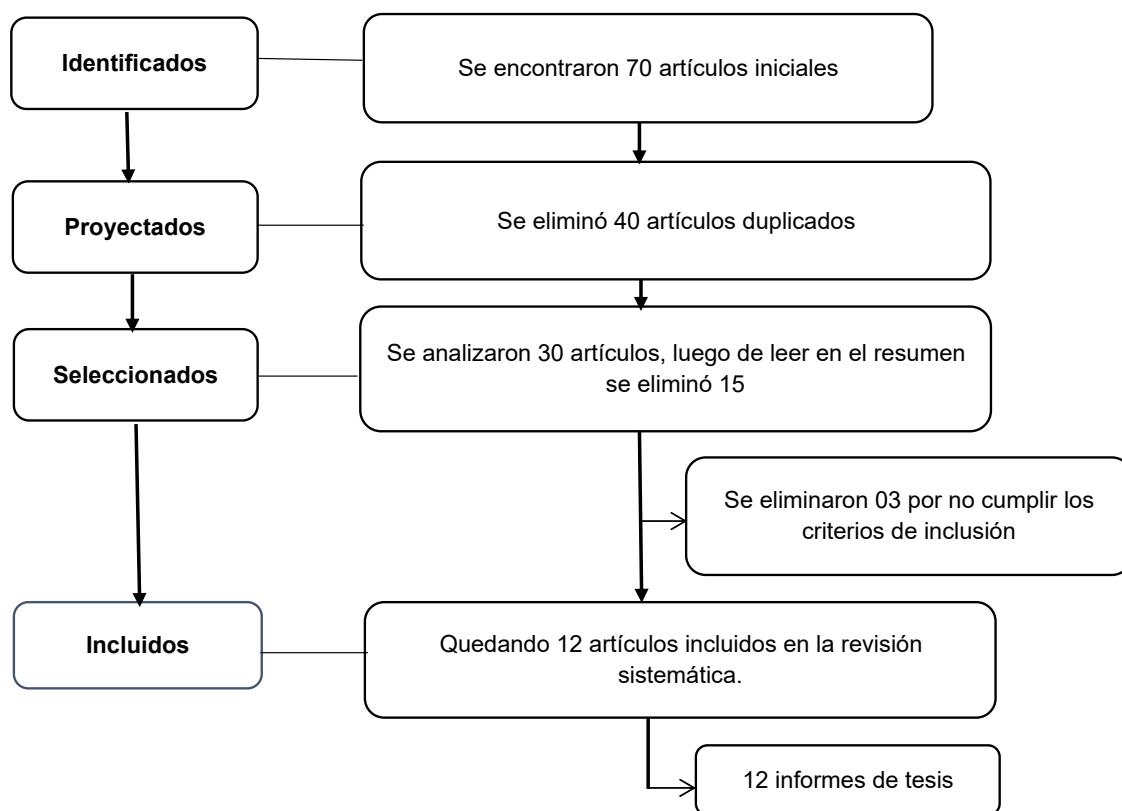 Identificados
Se encontraron 70 artículos iniciales
Proyectados
Se eliminó 40 artículos duplicados
Seleccionados
Se analizaron 30 artículos, luego de leer en el resumen
se eliminó 15
Se eliminaron 03 por no cumplir los
criterios de inclusión
Incluidos
Quedando 12 artículos incluidos en la revisión
sistemática.
12 informes de tesis